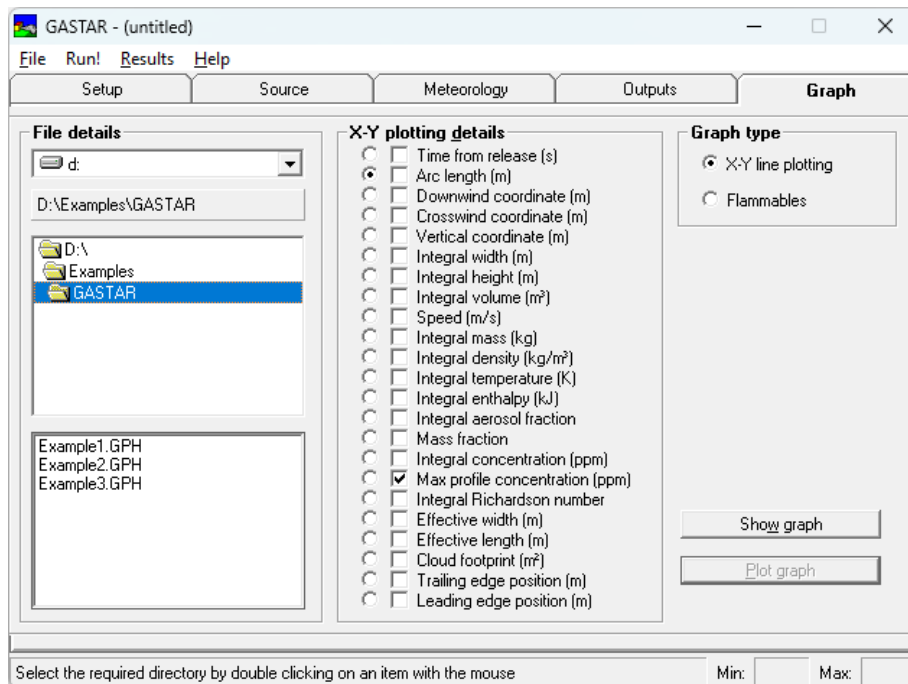 GASTAR - (untitled)
File Run! Results Help
Setup Source Meteorology Outputs Graph
File details
d:
D:\Examples\GASTAR
D:\
Examples
GASTAR
Example1.GPH
Example2.GPH
Example3.GPH
X-Y plotting details
Time from release (s)
Arc length (m)
Downwind coordinate (m)
Crosswind coordinate (m)
Vertical coordinate (m)
Integral width (m)
Integral height (m)
Integral volume (m³)
Speed (m/s)
Integral mass (kg)
Integral density (kg/m³)
Integral temperature (K)
Integral enthalpy (kJ)
Integral aerosol fraction
Mass fraction
Integral concentration (ppm)
Max profile concentration (ppm)
Integral Richardson number
Effective width (m)
Effective length (m)
Cloud footprint (m²)
Trailing edge position (m)
Leading edge position (m)
Graph type
X-Y line plotting
Flammables
Show graph
Plot graph
Select the required directory by double clicking on an item with the mouse Min: Max: